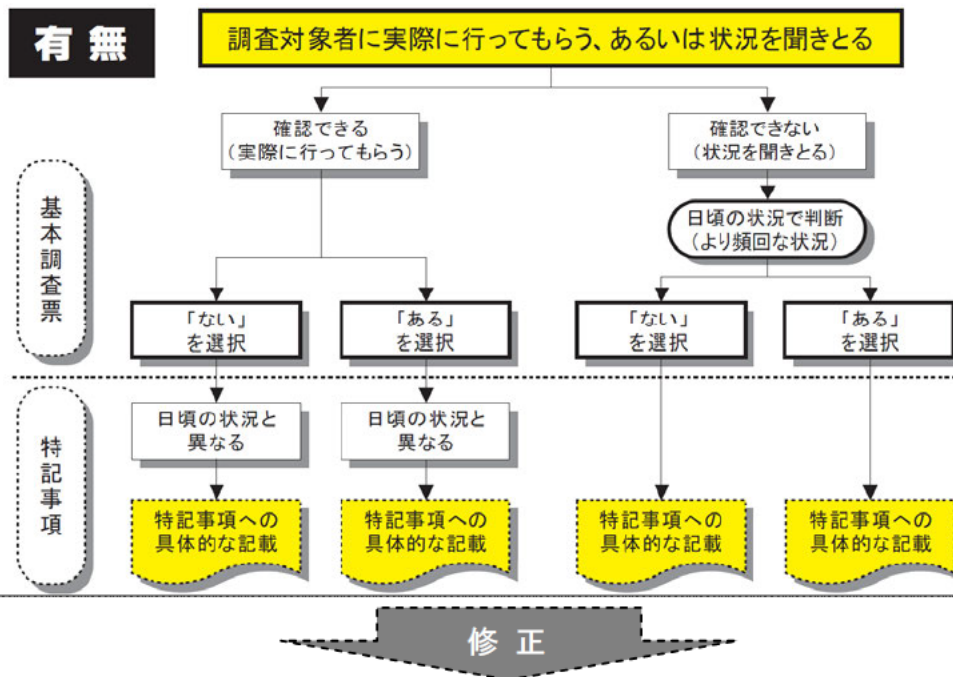 有無
調査対象者に実際に行ってもらう、あるいは状況を聞きとる
確認できる
(実際に行ってもらう)
確認できない
(状況を聞きとる)
基本調査票
日頃の状況で判断
(より頻回な状況)
「ない」
を選択
「ある」
を選択
「ない」
を選択
「ある」
を選択
特記事項
日頃の状況と
異なる
日頃の状況と
異なる
特記事項への
具体的な記載
特記事項への
具体的な記載
特記事項への
具体的な記載
特記事項への
具体的な記載
修正